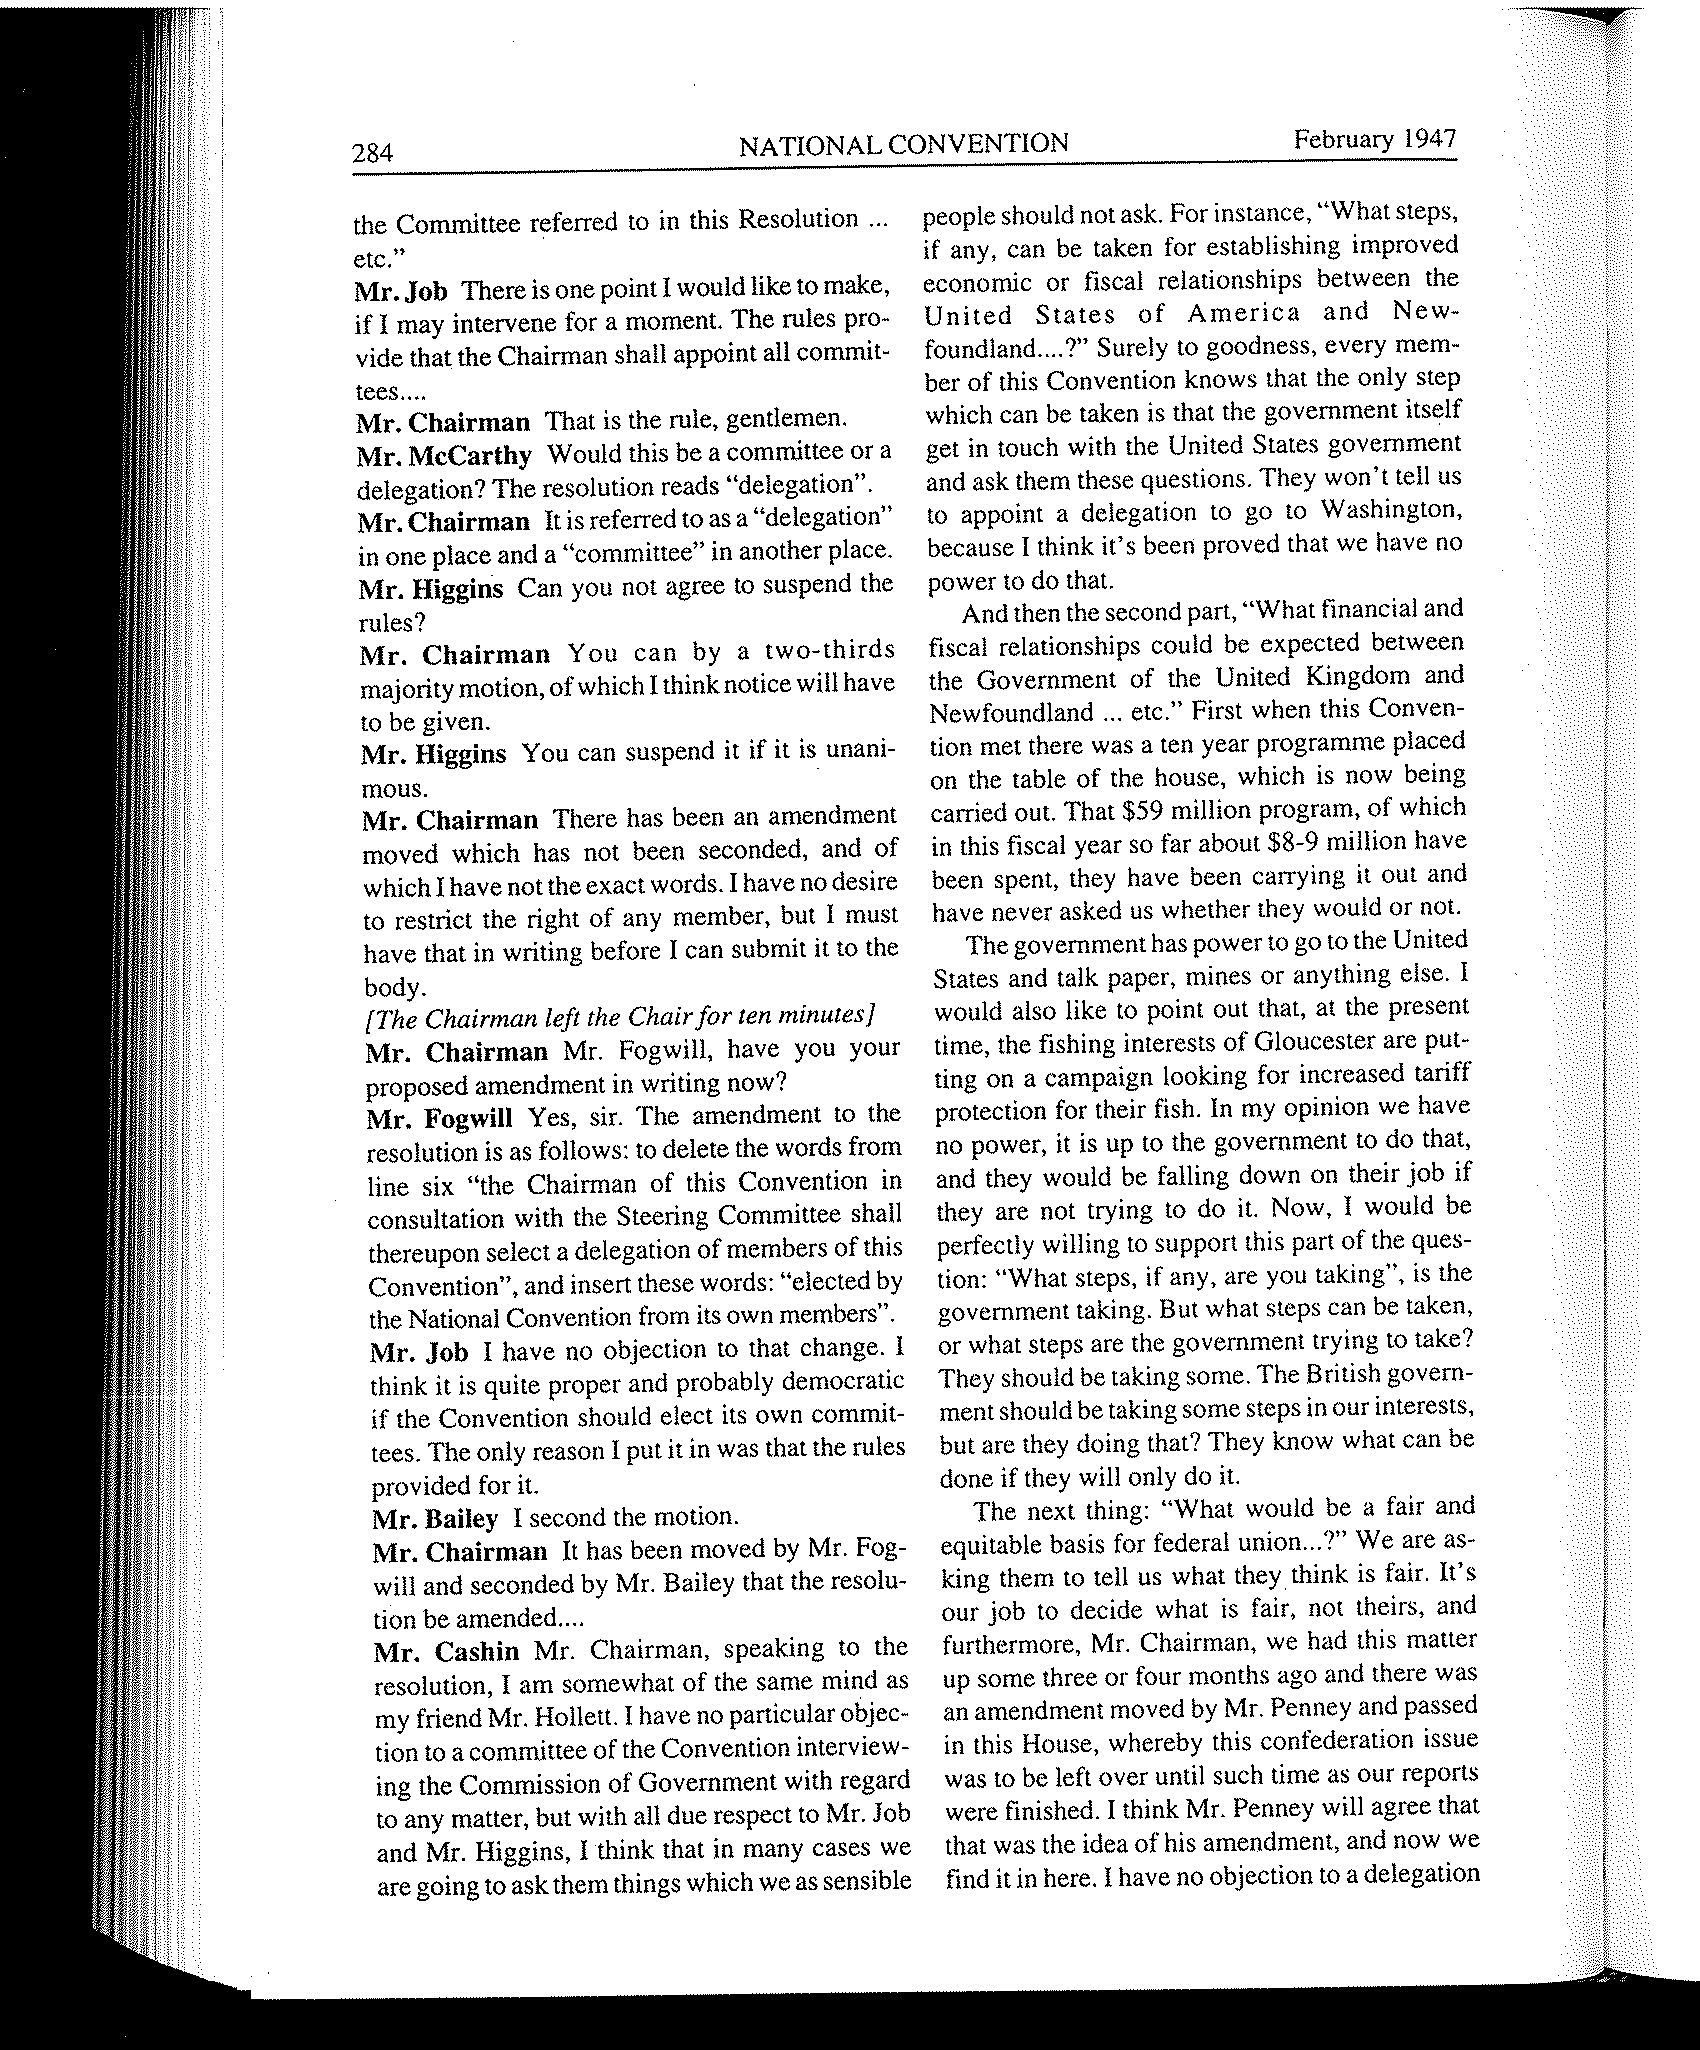 284
NATIONAL CONVENTION
February 1947
the Committee referred to in this Resolution ...
etc."
Mr. Job There is one point I would like to make,
if I may intervene for a moment. The rules pro-
vide that the Chairman shall appoint all commit-
tees....
Mr. Chairman That is the rule, gentlemen.
Mr. McCarthy Would this be a committee or a
delegation? The resolution reads "delegation".
Mr. Chairman It is referred to as a "delegation"
in one place and a "committee" in another place.
Mr. Higgins Can you not agree to suspend the
rules?
Mr. Chairman You can by a two-thirds
majority motion, of which I think notice will have
to be given.
Mr. Higgins You can suspend it if it is unani-
mous.
Mr. Chairman There has been an amendment
moved which has not been seconded, and of
which I have not the exact words. I have no desire
to restrict the right of any member, but I must
have that in writing before I can submit it to the
body.
[The Chairman left the Chair for ten minutes]
Mr. Chairman Mr. Fogwill, have you your
proposed amendment in writing now?
Mr. Fogwill Yes, sir. The amendment to the
resolution is as follows: to delete the words from
line six "the Chairman of this Convention in
consultation with the Steering Committee shall
thereupon select a delegation of members of this
Convention", and insert these words: "elected by
the National Convention from its own members".
Mr. Job I have no objection to that change. I
think it is quite proper and probably democratic
if the Convention should elect its own commit-
tees. The only reason I put it in was that the rules
provided for it.
Mr. Bailey I second the motion.
Mr. Chairman It has been moved by Mr. Fog-
will and seconded by Mr. Bailey that the resolu-
tion be amended....
Mr. Cashin Mr. Chairman, speaking to the
resolution, I am somewhat of the same mind as
my friend Mr. Hollett. I have no particular objec-
tion to a committee of the Convention interview-
ing the Commission of Government with regard
to any matter, but with all due respect to Mr. Job
and Mr. Higgins, I think that in many cases we
are going to ask them things which we as sensible
people should not ask. For instance, "What steps,
if any, can be taken for establishing improved
economic or fiscal relationships between the
United States of America and New-
foundland....?" Surely to goodness, every mem-
ber of this Convention knows that the only step
which can be taken is that the government itself
get in touch with the United States government
and ask them these questions. They won't tell us
to appoint a delegation to go to Washington,
because I think it's been proved that we have no
power to do that.
And then the second part, "What financial and
fiscal relationships could be expected between
the Government of the United Kingdom and
Newfoundland ... etc." First when this Conven-
tion met there was a ten year programme placed
on the table of the house, which is now being
carried out. That $59 million program, of which
in this fiscal year so far about $8-9 million have
been spent, they have been carrying it out and
have never asked us whether they would or not.
The government has power to go to the United
States and talk paper, mines or anything else. I
would also like to point out that, at the present
time, the fishing interests of Gloucester are put-
ting on a campaign looking for increased tariff
protection for their fish. In my opinion we have
no power, it is up to the government to do that,
and they would be falling down on their job if
they are not trying to do it. Now, I would be
perfectly willing to support this part of the ques-
tion: "What steps, if any, are you taking", is the
government taking. But what steps can be taken,
or what steps are the government trying to take?
They should be taking some. The British govern-
ment should be taking some steps in our interests,
but are they doing that? They know what can be
done if they will only do it.
The next thing: "What would be a fair and
equitable basis for federal union...?" We are as-
king them to tell us what they think is fair. It's
our job to decide what is fair, not theirs, and
furthermore, Mr. Chairman, we had this matter
up some three or four months ago and there was
an amendment moved by Mr. Penney and passed
in this House, whereby this confederation issue
was to be left over until such time as our reports
were finished. I think Mr. Penney will agree that
that was the idea of his amendment, and now we
find it in here. I have no objection to a delegation